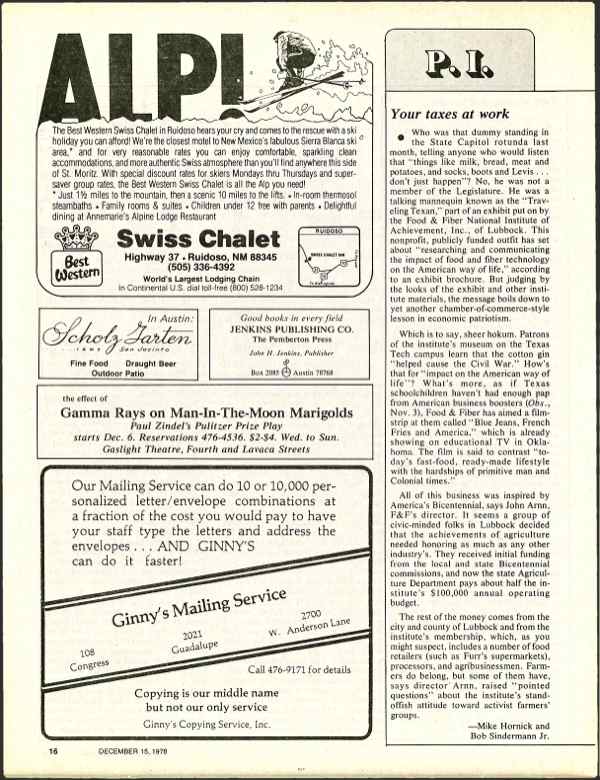 ALP!
The Best Western Swiss Chalet in Ruidoso hears your cry and comes to the rescue with a ski
holiday you can afford! We're the closest motel to New Mexico's fabulous Sierra Blanca ski
area,* and for very reasonable rates you can enjoy comfortable, sparkling clean
accommodations, and more authentic Swiss atmosphere than you'll find anywhere this side
of St. Moritz. With special discount rates for skiers Mondays thru Thursdays and super-
saver group rates, the Best Western Swiss Chalet is all the Alp you need!
* Just 1½ miles to the mountain, then a scenic 10 miles to the lifts. • In-room thermosol
steambaths • Family rooms & suites • Children under 12 free with parents • Delightful
dining at Annemarie's Alpine Lodge Restaurant
Best
Western
Swiss Chalet
Highway 37 • Ruidoso, NM 88345
(505) 336-4392
World's Largest Lodging Chain
In Continental U.S. dial toll-free (800) 528-1234
RUIDOSO
SWISS CHALET INN
In Austin:
Scholz Garten
1607 San Jacinto
Fine Food Draught Beer
Outdoor Patio
Good books in every field
JENKINS PUBLISHING CO.
The Pemberton Press
John H. Jenkins, Publisher
Box 2085 Austin 78768
the effect of
Gamma Rays on Man-In-The-Moon Marigolds
Paul Zindel's Pulitzer Prize Play
starts Dec. 6. Reservations 476-4536. $2-$4. Wed. to Sun.
Gaslight Theatre, Fourth and Lavaca Streets
Our Mailing Service can do 10 or 10,000 per-
sonalized letter/envelope combinations at
a fraction of the cost you would pay to have
your staff type the letters and address the
envelopes . . . AND GINNY'S
can do it faster!
Ginny's Mailing Service
108
Congress
2021
Guadalupe
2700
W. Anderson Lane
Call 476-9171 for details
Copying is our middle name
but not our only service
Ginny's Copying Service, Inc.
16 DECEMBER 15, 1978
P. I.
Your taxes at work
• Who was that dummy standing in
the State Capitol rotunda last
month, telling anyone who would listen
that "things like milk, bread, meat and
potatoes, and socks, boots and Levis . . .
don't just happen"? No, he was not a
member of the Legislature. He was a
talking mannequin known as the "Trav-
eling Texan," part of an exhibit put on by
the Food & Fiber National Institute of
Achievement, Inc., of Lubbock. This
nonprofit, publicly funded outfit has set
about "researching and communicating
the impact of food and fiber technology
on the American way of life," according
to an exhibit brochure. But judging by
the looks of the exhibit and other insti-
tute materials, the message boils down to
yet another chamber-of-commerce-style
lesson in economic patriotism.
Which is to say, sheer hokum. Patrons
of the institute's museum on the Texas
Tech campus learn that the cotton gin
"helped cause the Civil War." How's
that for "impact on the American way of
life"? What's more, as if Texas
schoolchildren haven't had enough pap
from American business boosters (Obs.,
Nov. 3), Food & Fiber has aimed a film-
strip at them called "Blue Jeans, French
Fries and America," which is already
showing on educational TV in Okla-
homa. The film is said to contrast "to-
day's fast-food, ready-made lifestyle
with the hardships of primitive man and
Colonial times."
All of this business was inspired by
America's Bicentennial, says John Arnn,
F&F's director. It seems a group of
civic-minded folks in Lubbock decided
that the achievements of agriculture
needed honoring as much as any other
industry's. They received initial funding
from the local and state Bicentennial
commissions, and now the state Agricul-
ture Department pays about half the in-
stitute's $100,000 annual operating
budget.
The rest of the money comes from the
city and county of Lubbock and from the
institute's membership, which, as you
might suspect, includes a number of food
retailers (such as Furr's supermarkets),
processors, and agribusinesmen. Farm-
ers do belong, but some of them have,
says director Arnn, raised "pointed
questions" about the institute's stand-
offish attitude toward activist farmers'
groups.
—Mike Hornick and
Bob Sindermann Jr.